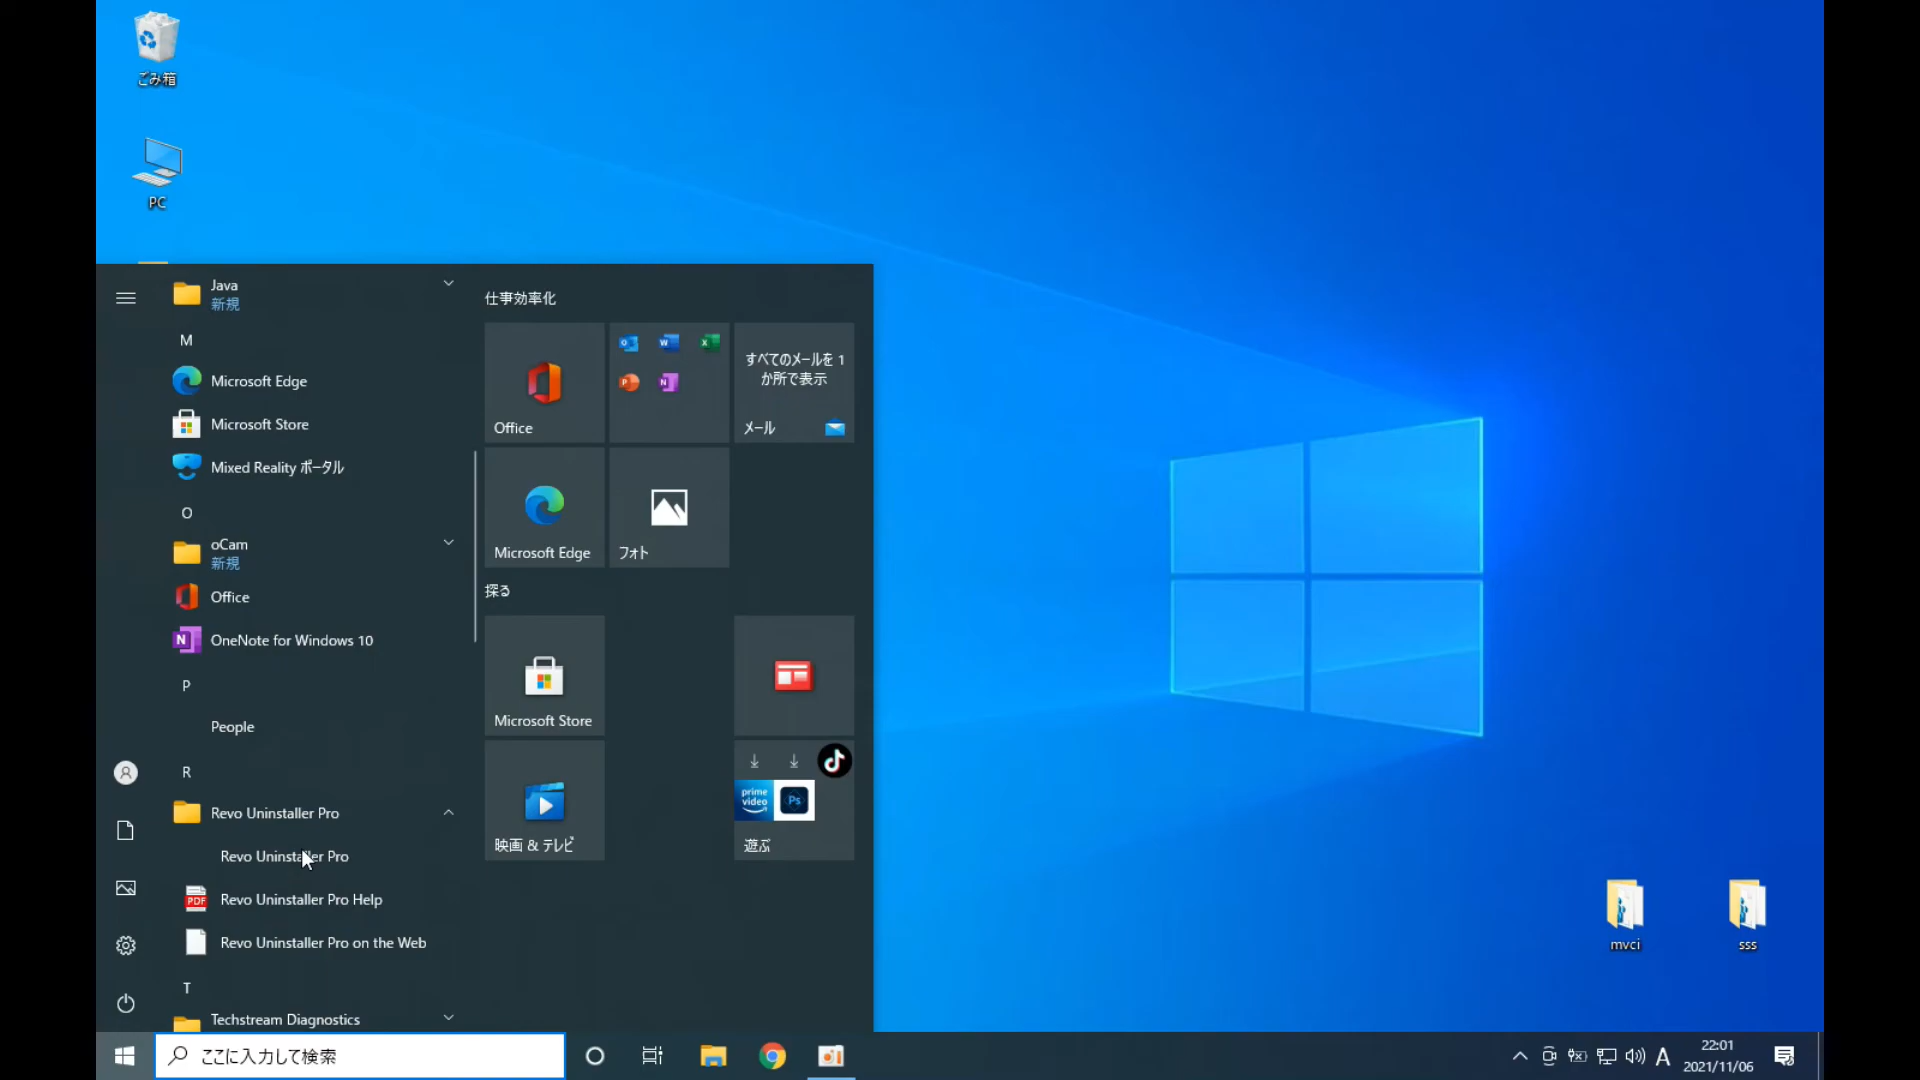 ごみ箱
PC
Java
新規
M
Microsoft Edge
Microsoft Store
Mixed Reality ポータル
O
oCam
新規
Office
OneNote for Windows 10
P
People
R
Revo Uninstaller Pro
Revo Uninstaller Pro
Revo Uninstaller Pro Help
Revo Uninstaller Pro on the Web
T
Techstream Diagnostics
仕事効率化
Office
すべてのメールを 1
か所で表示
メール
Microsoft Edge
フォト
探る
Microsoft Store
映画 & テレビ
prime
video
Ps
遊ぶ
mvci
sss
ここに入力して検索
A
22:01
2021/11/06